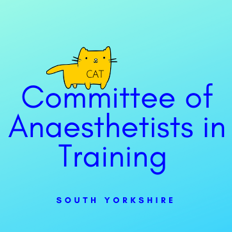 CAT
Committee of
Anaesthetists in
Training
SOUTH YORKSHIRE